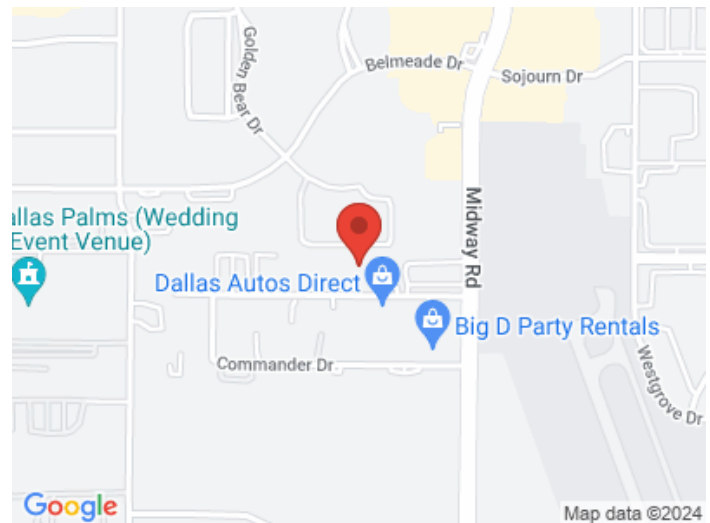 Golden Bear Dr
Belmeade Dr
Sojourn Dr
Midway Rd
allas Palms (Wedding
Event Venue)
Dallas Autos Direct
Big D Party Rentals
Commander Dr
Westgrove Dr
Google
Map data ©2024